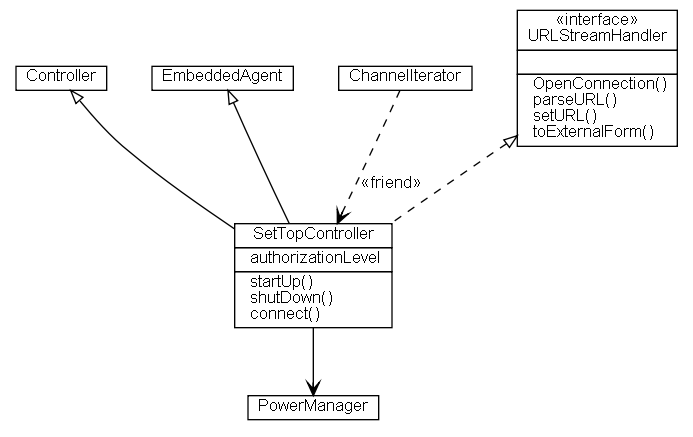 «interface»
URLStreamHandler
OpenConnection()
parseURL()
setURL()
toExternalForm()
Controller
EmbeddedAgent
ChannelIterator
«friend»
SetTopController
authorizationLevel
startUp()
shutDown()
connect()
PowerManager